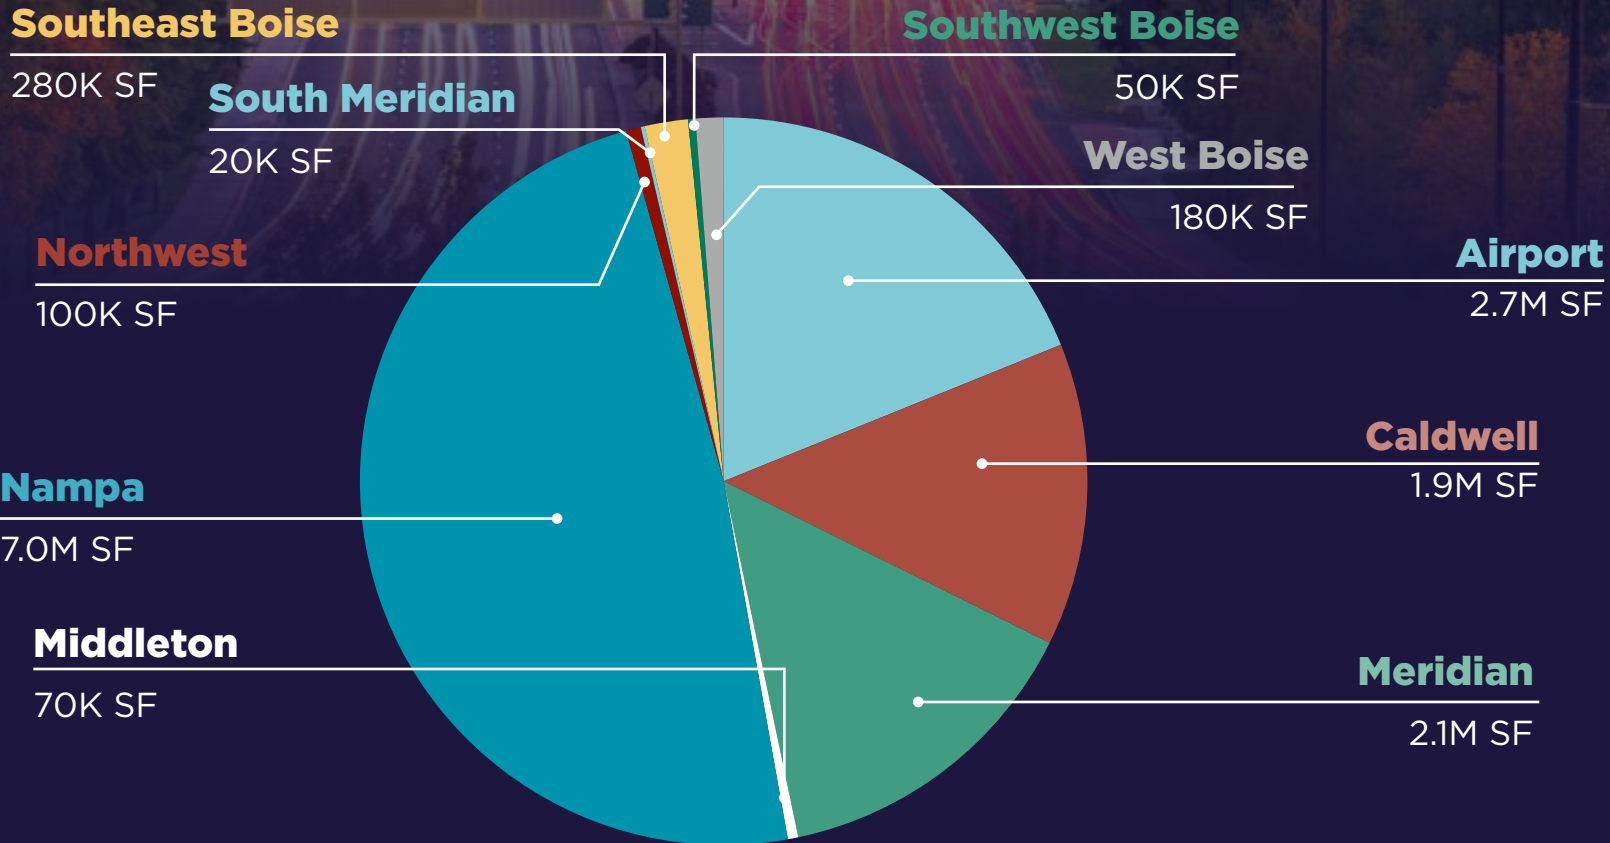 Southeast Boise
280K SF
South Meridian
20K SF
Northwest
100K SF
Nampa
7.0M SF
Middleton
70K SF
Southwest Boise
50K SF
West Boise
180K SF
Airport
2.7M SF
Caldwell
1.9M SF
Meridian
2.1M SF